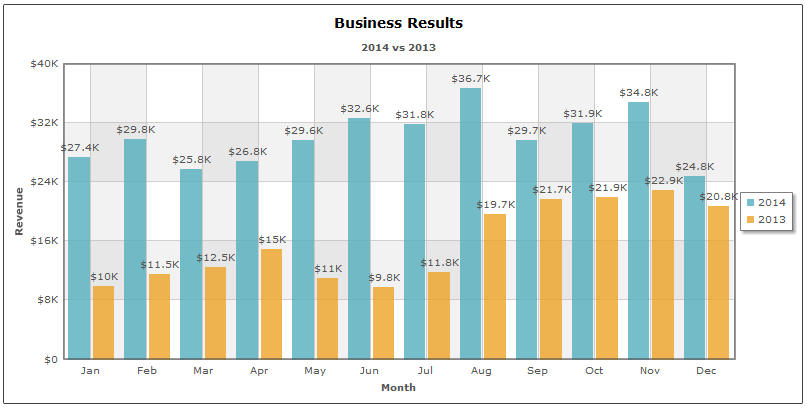 Business Results
2014 vs 2013
$40K
$32K
$24K
$16K
$8K
$0
Revenue
$27.4K
$10K
$29.8K
$11.5K
$25.8K
$12.5K
$26.8K
$15K
$29.6K
$11K
$32.6K
$9.8K
$31.8K
$11.8K
$36.7K
$19.7K
$29.7K
$21.7K
$31.9K
$21.9K
$34.8K
$22.9K
$24.8K
$20.8K
2014
2013
Jan Feb Mar Apr May Jun Jul Aug Sep Oct Nov Dec
Month